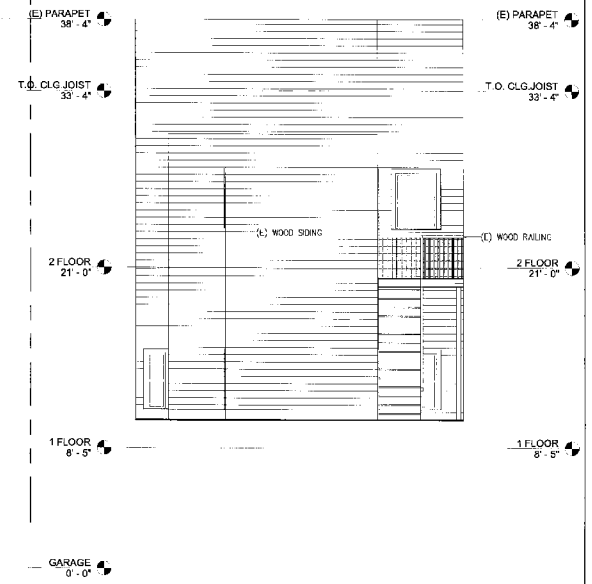 (E) PARAPET
38' - 4"
(E) PARAPET
38' - 4"
T.O. CLG.JOIST
33' - 4"
T.O. CLG.JOIST
33' - 4"
(E) WOOD SIDING
(E) WOOD RAILING
2 FLOOR
21' - 0"
2 FLOOR
21' - 0"
1 FLOOR
8' - 5"
1 FLOOR
8' - 5"
GARAGE
0' - 0"